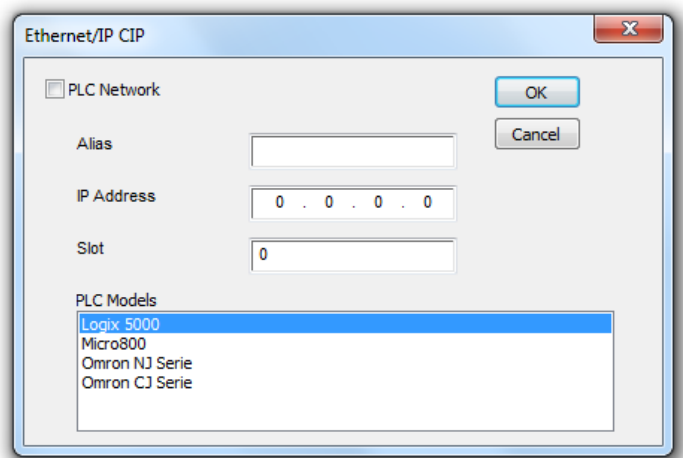 Ethernet/IP CIP
PLC Network
OK
Alias
Cancel
IP Address
0 . 0 . 0 . 0
Slot
0
PLC Models
Logix 5000
Micro800
Omron NJ Serie
Omron CJ Serie